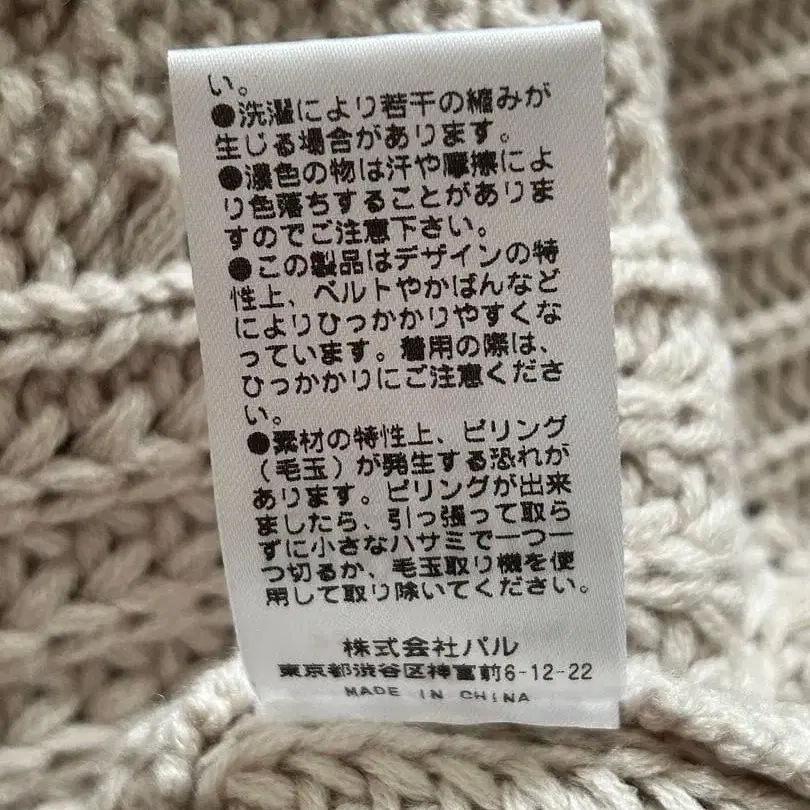 い。
●洗濯により若干の縮みが
生じる場合があります。
●濃色の物は汗や摩擦によ
り色落ちすることがありま
すのでご注意下さい。
●この製品はデザインの特
性上、ベルトやかばんなど
によりひっかかりやすくな
っています。着用の際は、
ひっかかりにご注意くださ
い。
●素材の特性上、ピリング
(毛玉)が発生する恐れが
あります。ピリングが出来
ましたら、引っ張って取ら
ずに小さなハサミで一つ一
つ切るか、毛玉取り機を使
用して取り除いてください。
株式会社パル
東京都渋谷区神宮前6-12-22
MADE IN CHINA